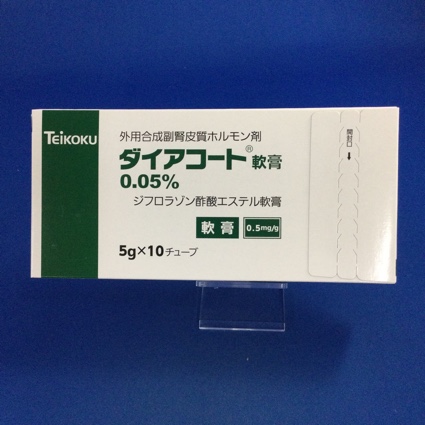 TEIKOKU
外用合成副腎皮質ホルモン剤
ダイアコート®軟膏
0.05%
ジフロラゾン酢酸エステル軟膏
軟膏 0.5mg/g
5g×10チューブ
開封口
↓